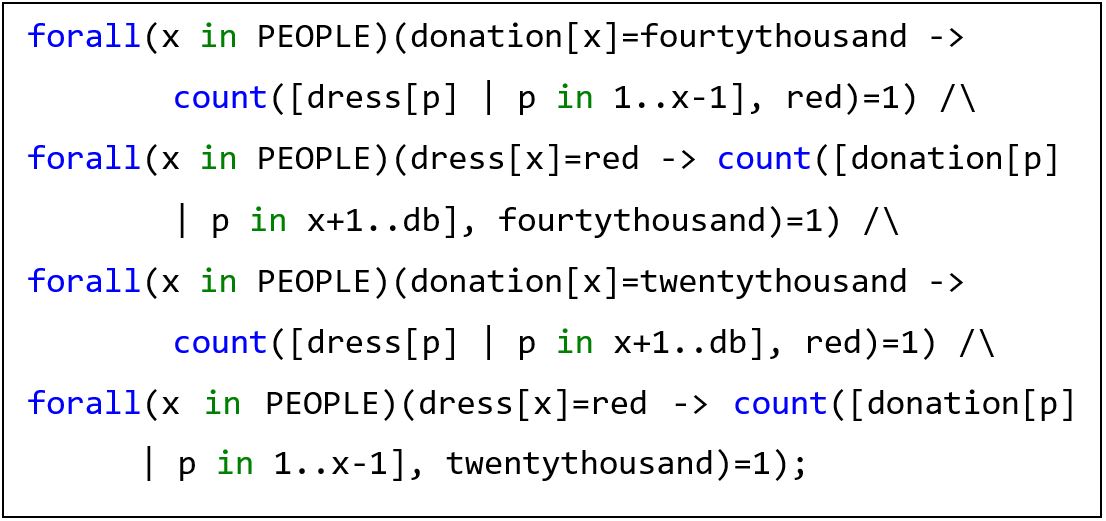 forall(x in PEOPLE)(donation[x]=fourtythousand ->
count([dress[p] | p in 1..x-1], red)=1) /\
forall(x in PEOPLE)(dress[x]=red -> count([donation[p]
| p in x+1..db], fourtythousand)=1) /\
forall(x in PEOPLE)(donation[x]=twentythousand ->
count([dress[p] | p in x+1..db], red)=1) /\
forall(x in PEOPLE)(dress[x]=red -> count([donation[p]
| p in 1..x-1], twentythousand)=1);